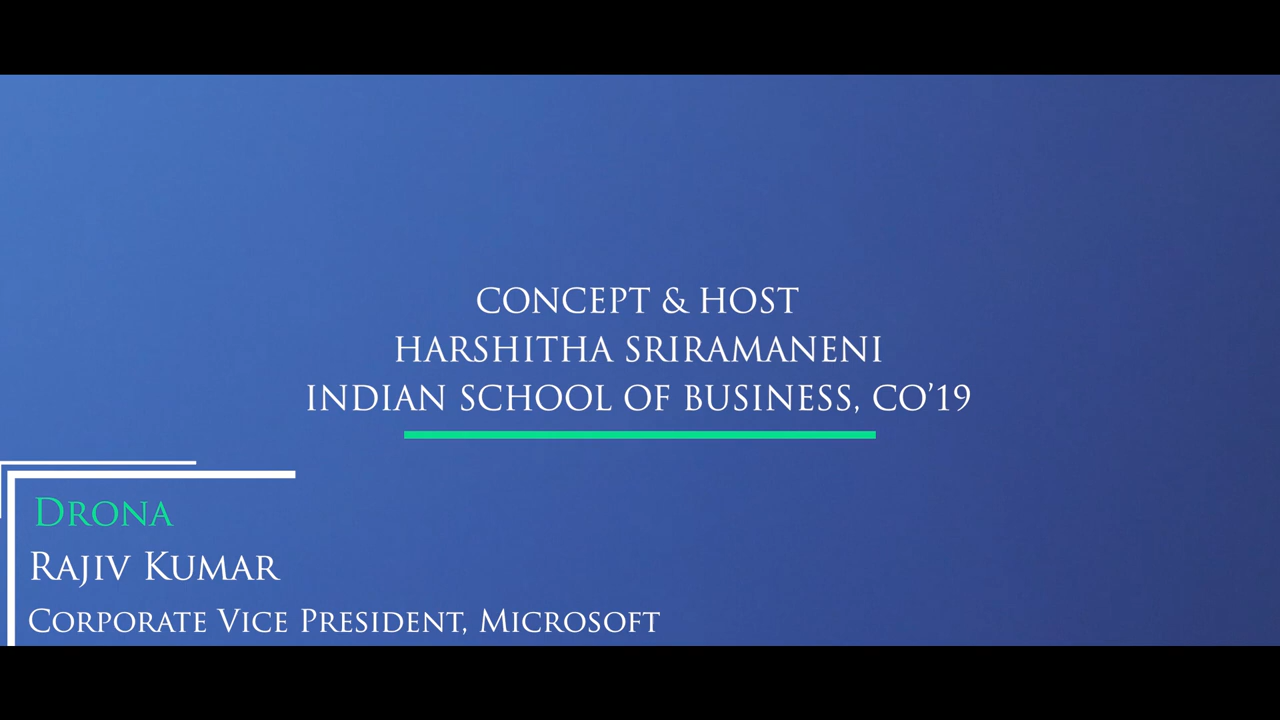 CONCEPT & HOST
HARSHITHA SRIRAMANENI
INDIAN SCHOOL OF BUSINESS, CO’19
DRONA
RAJIV KUMAR
CORPORATE VICE PRESIDENT, MICROSOFT